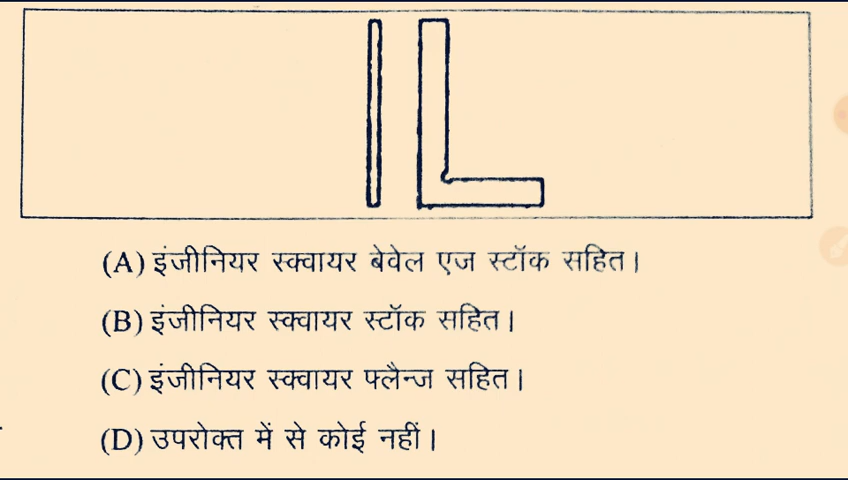 (A) इंजीनियर स्क्वायर बेवेल एज स्टॉक सहित।
(B) इंजीनियर स्क्वायर स्टॉक सहित।
(C) इंजीनियर स्क्वायर फ्लैन्ज सहित।
(D) उपरोक्त में से कोई नहीं।